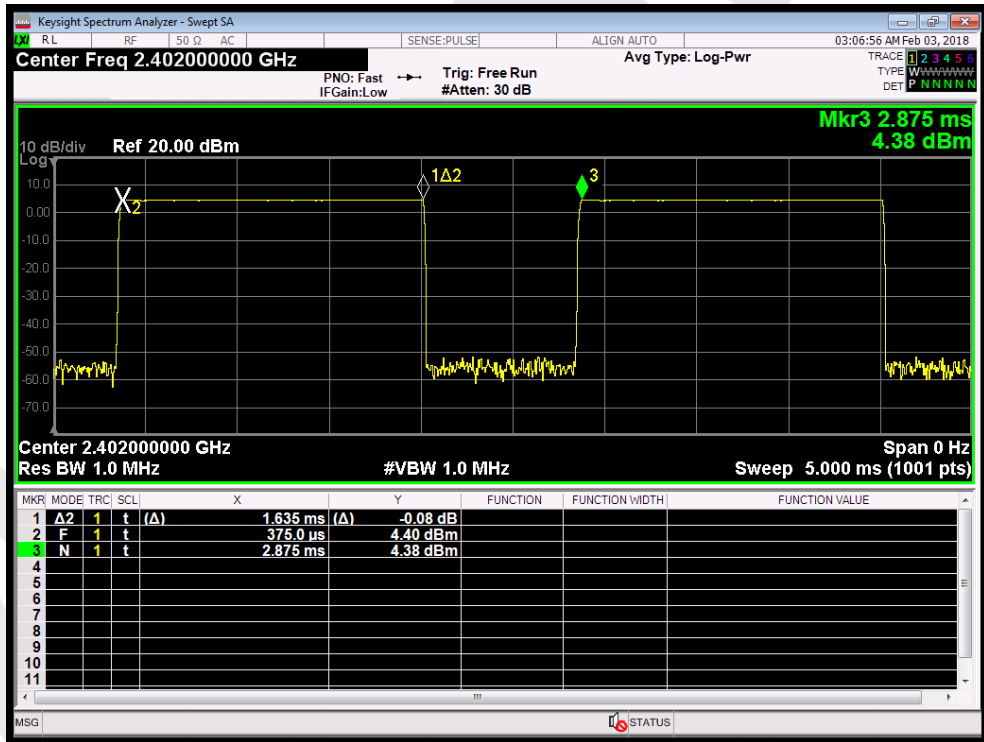 Keysight Spectrum Analyzer - Swept SA
LXI RL RF 50 Ω AC SENSE:PULSE ALIGN AUTO 03:06:56 AM Feb 03, 2018
Center Freq 2.402000000 GHz Avg Type: Log-Pwr TRACE 1 2 3 4 5 6
PNO: Fast Trig: Free Run TYPE WWWWWW
IFGain:Low #Atten: 30 dB DET P N N N N N
Mkr3 2.875 ms
10 dB/div Ref 20.00 dBm 4.38 dBm
Log
1Δ2 3
10.0
X2
0.00
-10.0
-20.0
-30.0
-40.0
-50.0
-60.0
-70.0
Center 2.402000000 GHz Span 0 Hz
Res BW 1.0 MHz #VBW 1.0 MHz Sweep 5.000 ms (1001 pts)
MKR MODE TRC SCL X Y FUNCTION FUNCTION WIDTH FUNCTION VALUE
1 Δ2 1 t (Δ) 1.635 ms (Δ) -0.08 dB
2 F 1 t 375.0 µs 4.40 dBm
3 N 1 t 2.875 ms 4.38 dBm
4
5
6
7
8
9
10
11
MSG STATUS